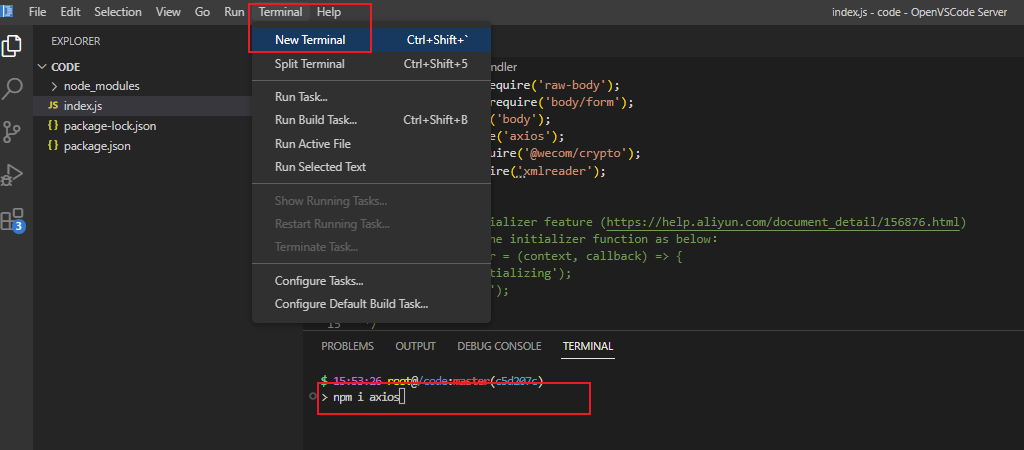 File Edit Selection View Go Run Terminal Help index.js - code - OpenVSCode Server
EXPLORER
CODE
node_modules
JS index.js
{} package-lock.json
{} package.json
3
New Terminal Ctrl+Shift+`
Split Terminal Ctrl+Shift+5
Run Task...
Run Build Task... Ctrl+Shift+B
Run Active File
Run Selected Text
Show Running Tasks...
Restart Running Task...
Terminate Task...
Configure Tasks...
Configure Default Build Task...
ndler
equire('raw-body');
equire('body/form');
('body');
e('axios');
uire('@wecom/crypto');
ire('xmlreader');
ializer feature (https://help.aliyun.com/document_detail/156876.html)
he initializer function as below:
r = (context, callback) => {
tializing');
');
15 */
PROBLEMS OUTPUT DEBUG CONSOLE TERMINAL
$ 15:53:26 root@/code:master(c5d207c)
> npm i axios